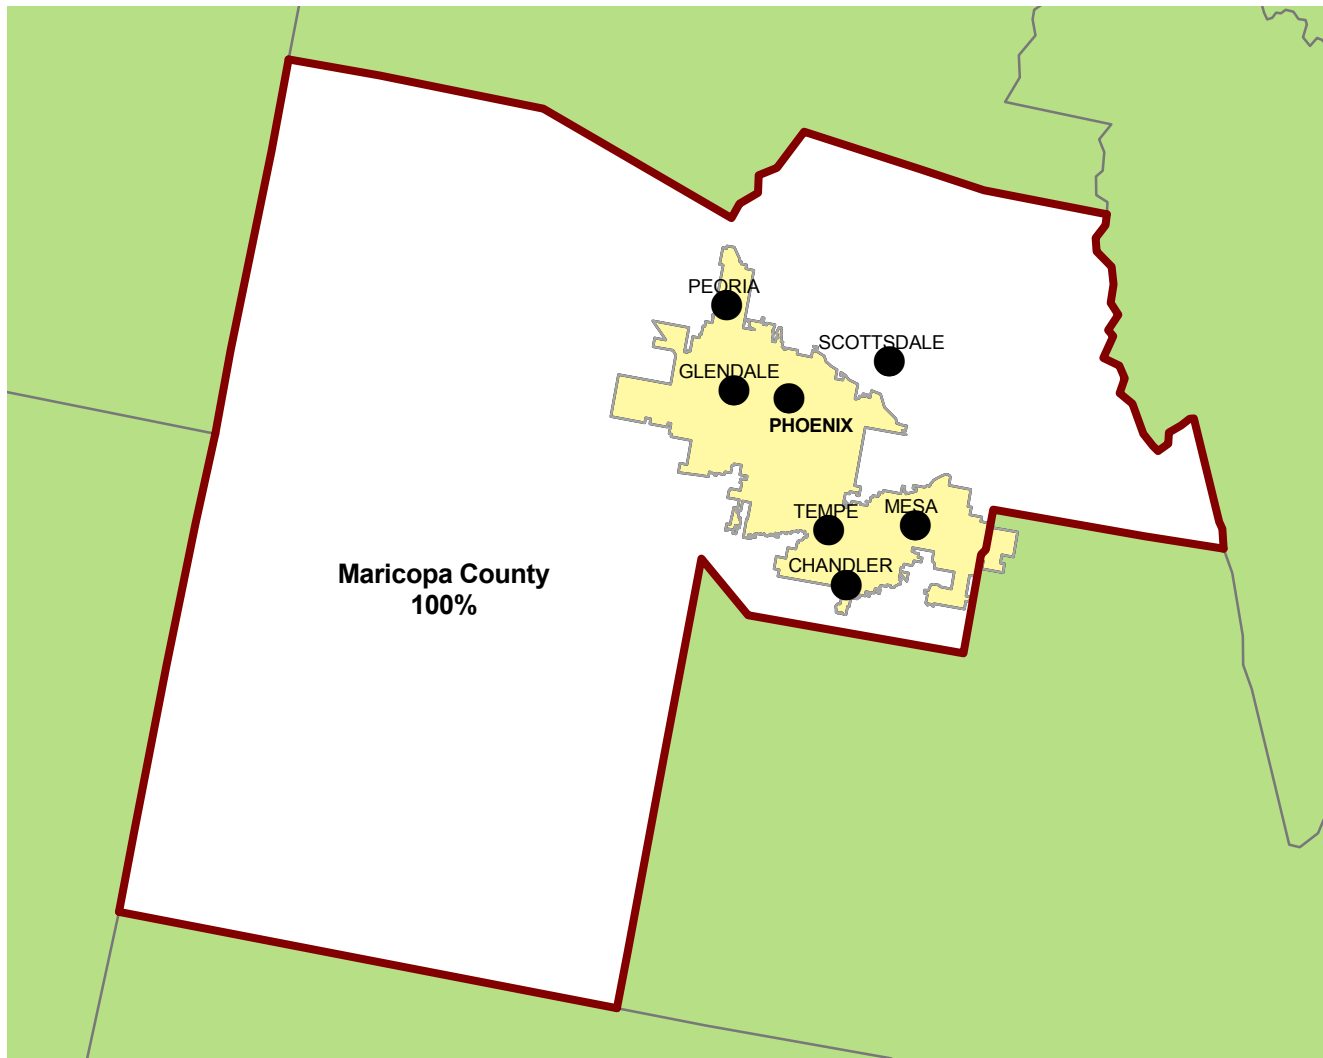 PEORIA
SCOTTSDALE
GLENDALE
PHOENIX
TEMPE
MESA
CHANDLER
Maricopa County
100%